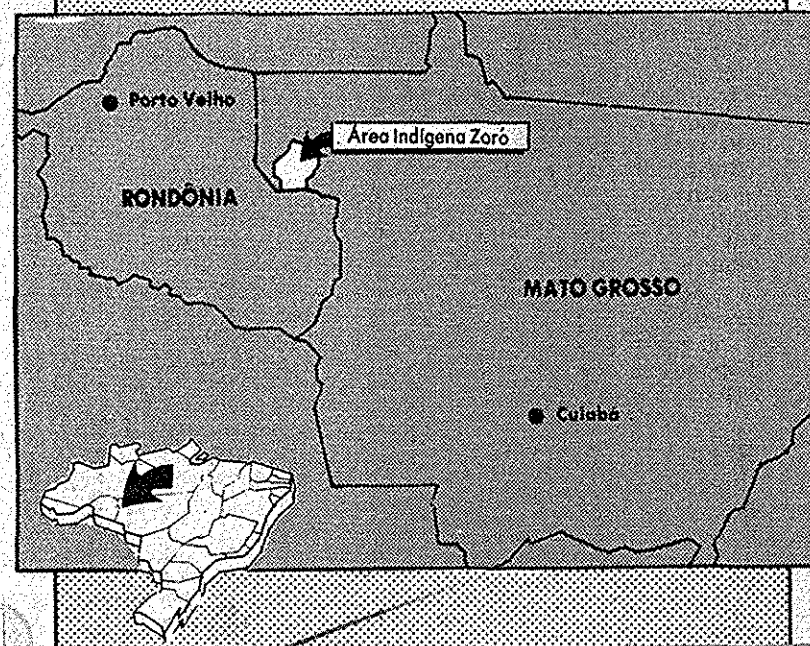 Porto Velho
Área Indígena Zoró
RONDÔNIA
MATO GROSSO
Cuiabá